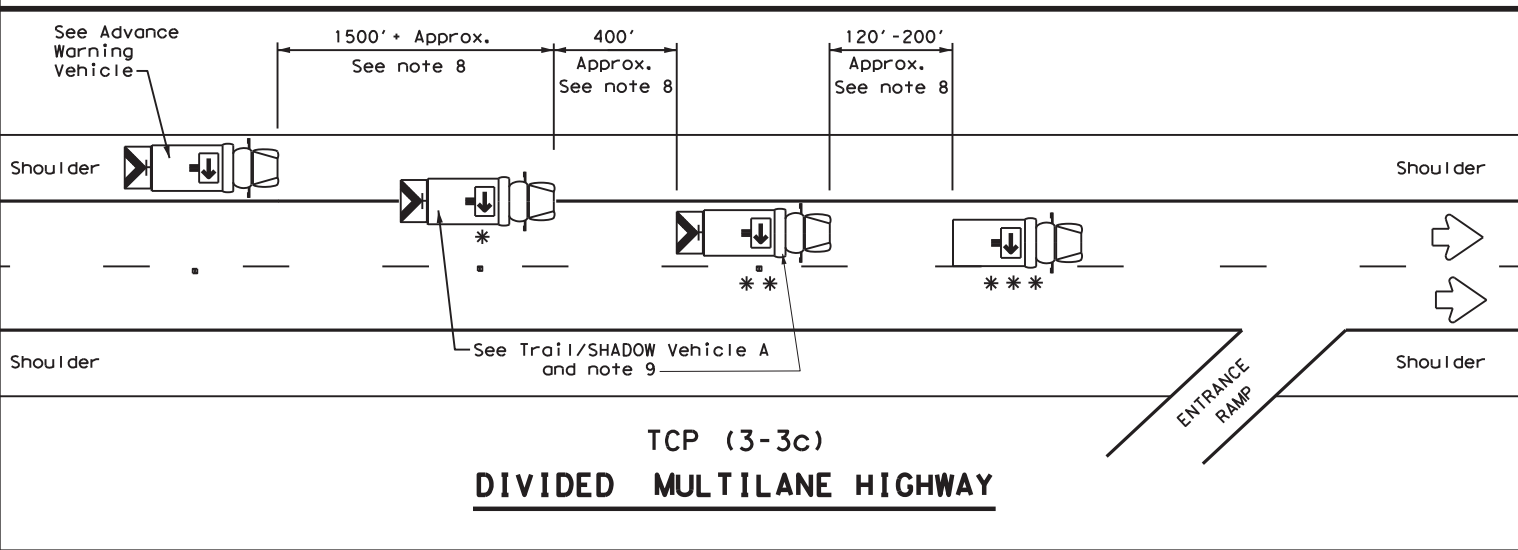 See Advance
Warning
Vehicle
1500'+ Approx.
See note 8
400'
Approx.
See note 8
120'-200'
Approx.
See note 8
Shoulder
Shoulder
*
* *
* * *
See Trail/SHADOW Vehicle A
and note 9
Shoulder
Shoulder
ENTRANCE
RAMP
TCP (3-3c)
DIVIDED MULTILANE HIGHWAY